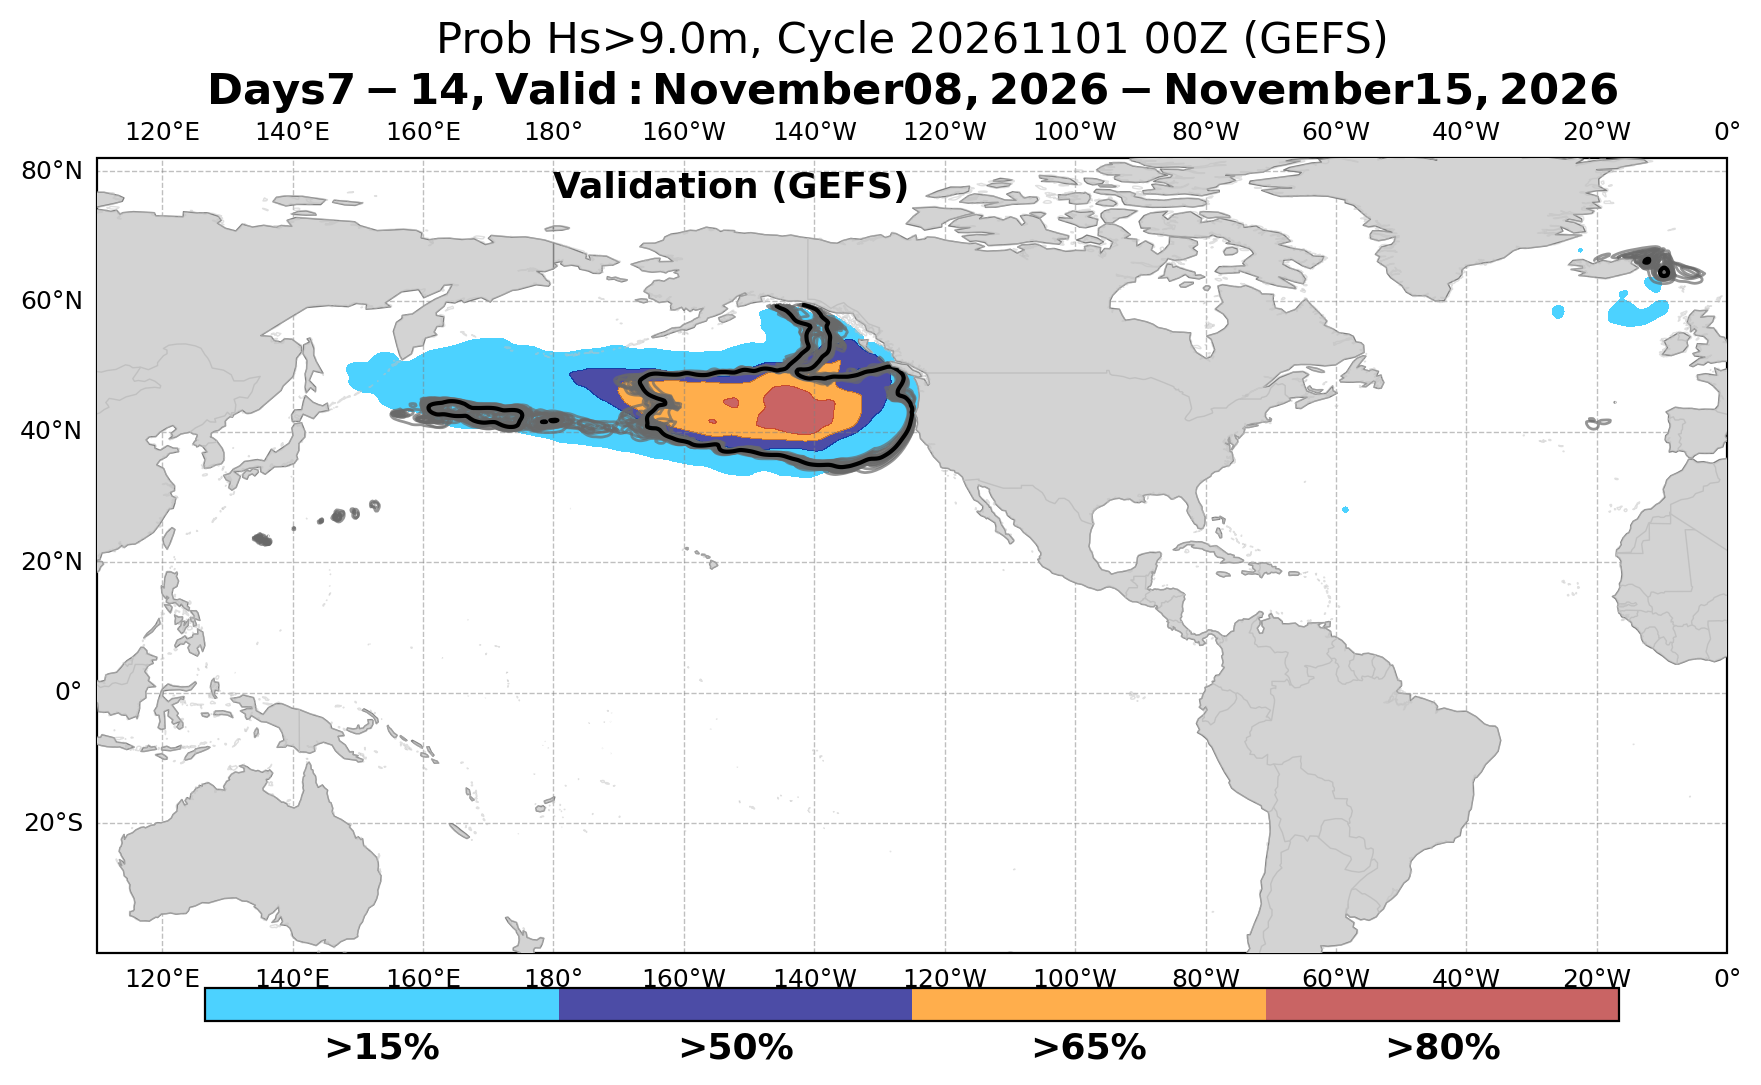 Prob Hs>9.0m, Cycle 20261101 00Z (GEFS)
Days7 − 14, Valid : November08, 2026 − November15, 2026
120°E 140°E 160°E 180° 160°W 140°W 120°W 100°W 80°W 60°W 40°W 20°W 0°
80°N
Validation (GEFS)
60°N
40°N
20°N
0°
20°S
120°E 140°E 160°E 180° 160°W 140°W 120°W 100°W 80°W 60°W 40°W 20°W 0°
>15% >50% >65% >80%